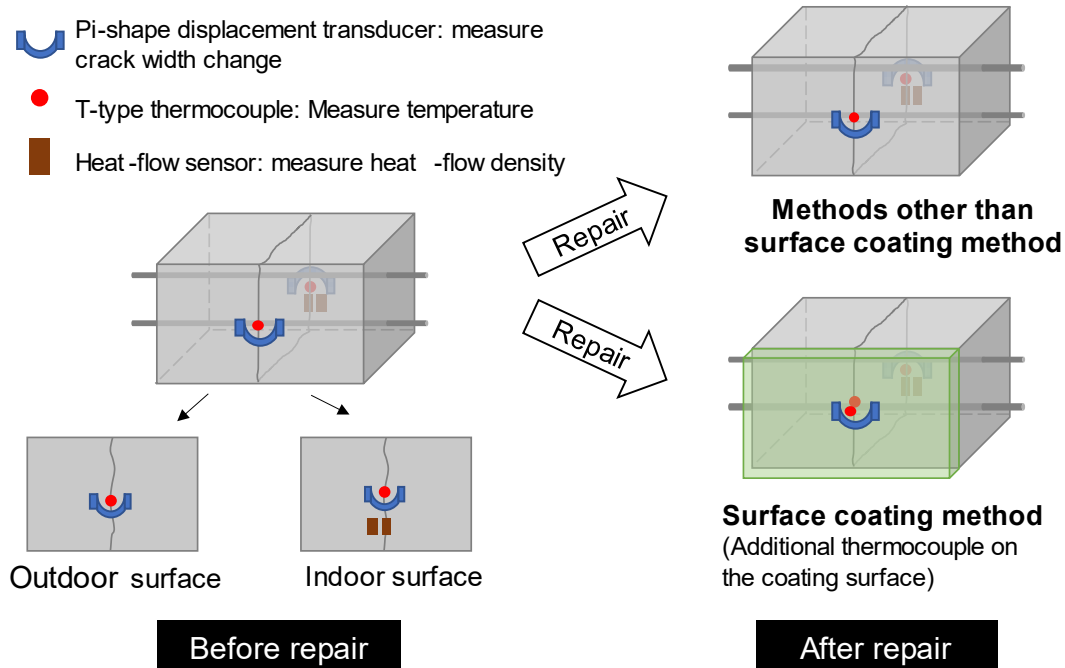 Pi-shape displacement transducer: measure
crack width change
T-type thermocouple: Measure temperature
Heat -flow sensor: measure heat -flow density
Repair
Repair
Methods other than
surface coating method
Surface coating method
(Additional thermocouple on
the coating surface)
Outdoor surface
Indoor surface
Before repair
After repair